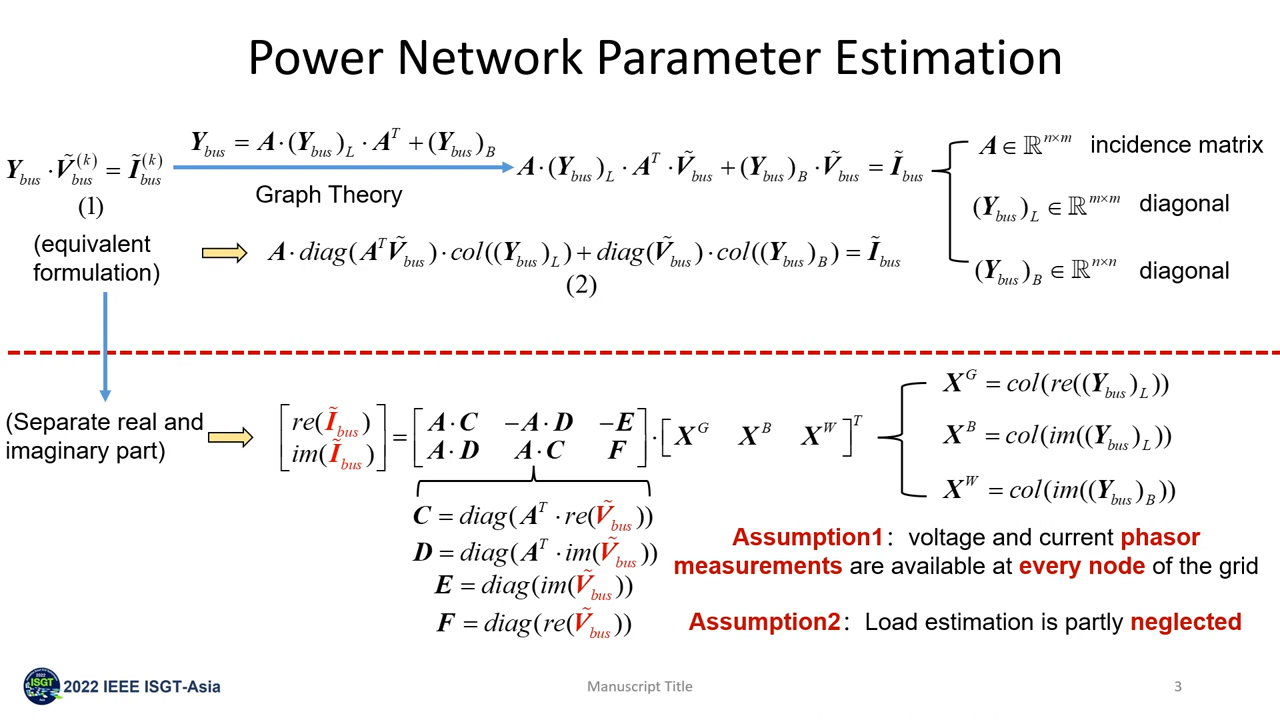 Power Network Parameter Estimation
Y_bus · Ṽ_bus^(k) = Ĩ_bus^(k)
(1)
Y_bus = A · (Y_bus)_L · A^T + (Y_bus)_B
Graph Theory
A · (Y_bus)_L · A^T · Ṽ_bus + (Y_bus)_B · Ṽ_bus = Ĩ_bus
A ∈ ℝ^{n×m} incidence matrix
(Y_bus)_L ∈ ℝ^{m×m} diagonal
(Y_bus)_B ∈ ℝ^{n×n} diagonal
(equivalent
formulation)
A · diag(A^T Ṽ_bus) · col((Y_bus)_L) + diag(Ṽ_bus) · col((Y_bus)_B) = Ĩ_bus
(2)
(Separate real and
imaginary part)
[re(Ĩ_bus)] = [A · C −A · D −E] · [X^G X^B X^W]^T
[im(Ĩ_bus)] [A · D A · C F]
X^G = col(re((Y_bus)_L))
X^B = col(im((Y_bus)_L))
X^W = col(im((Y_bus)_B))
C = diag(A^T · re(Ṽ_bus))
D = diag(A^T · im(Ṽ_bus))
E = diag(im(Ṽ_bus))
F = diag(re(Ṽ_bus))
Assumption1： voltage and current phasor
measurements are available at every node of the grid
Assumption2： Load estimation is partly neglected
2022 IEEE ISGT-Asia
Manuscript Title
3